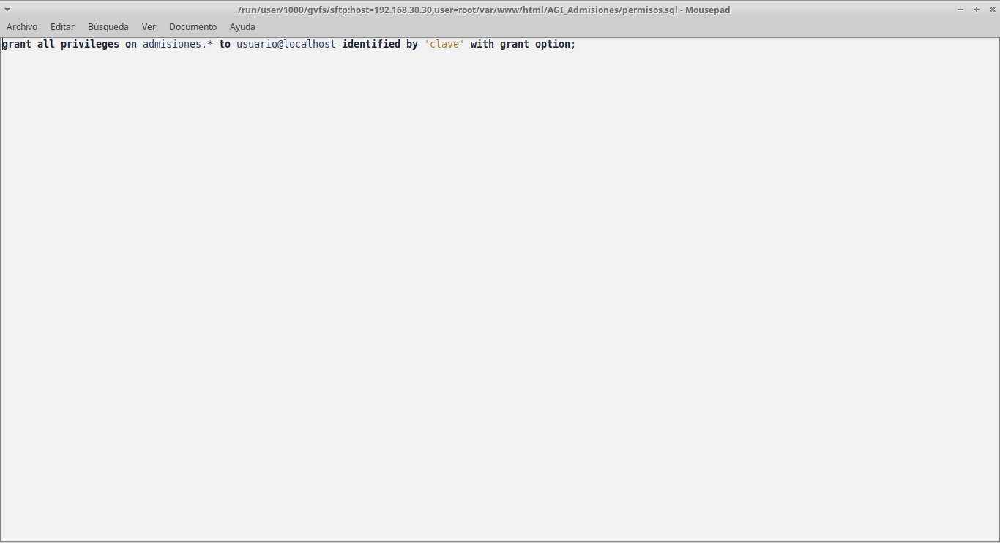 /run/user/1000/gvfs/sftp:host=192.168.30.30,user=root/var/www/html/AGI_Admisiones/permisos.sql - Mousepad
Archivo Editar Búsqueda Ver Documento Ayuda
grant all privileges on admisiones.* to usuario@localhost identified by 'clave' with grant option;